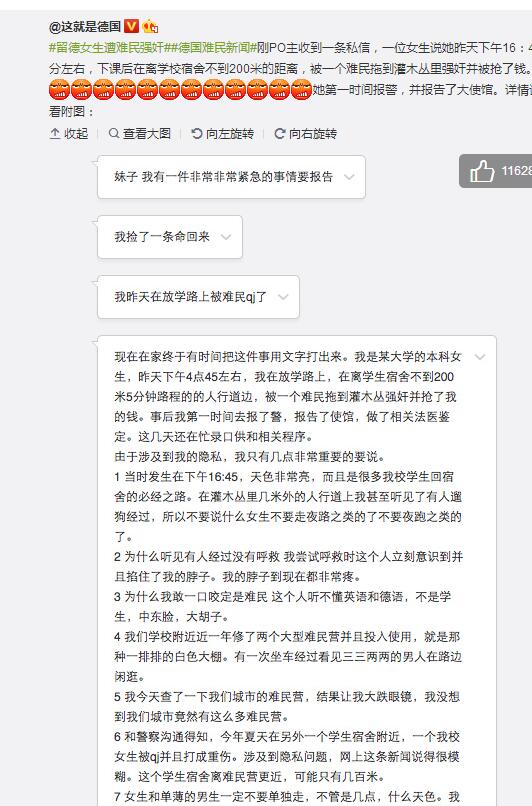 @这就是德国
#留德女生遭难民强奸##德国难民新闻#刚PO主收到一条私信，一位女生说她昨天下午16：4
分左右，下课后在离学校宿舍不到200米的距离，被一个难民拖到灌木丛里强奸并被抢了钱。
她第一时间报警，并报告了大使馆。详情
看附图：
收起 查看大图 向左旋转 向右旋转
11628
妹子 我有一件非常非常紧急的事情要报告
我捡了一条命回来
我昨天在放学路上被难民qj了
现在在家终于有时间把这件事用文字打出来。我是某大学的本科女
生，昨天下午4点45左右，我在放学路上，在离学生宿舍不到200
米5分钟路程的的人行道边，被一个难民拖到灌木丛强奸并抢了我
的钱。事后我第一时间去报了警，报告了使馆，做了相关法医鉴
定。这几天还在忙录口供和相关程序。
由于涉及到我的隐私，我只有几点非常重要的要说。
1 当时发生在下午16:45，天色非常亮，而且是很多我校学生回宿
舍的必经之路。在灌木丛里几米外的人行道上我甚至听见了有人遛
狗经过，所以不要说什么女生不要走夜路之类的了不要夜跑之类的
了。
2 为什么听见有人经过没有呼救 我尝试呼救时这个人立刻意识到并
且掐住了我的脖子。我的脖子到现在都非常疼。
3 为什么我敢一口咬定是难民 这个人听不懂英语和德语，不是学
生，中东脸，大胡子。
4 我们学校附近近一年修了两个大型难民营并且投入使用，就是那
种一排排的白色大棚。有一次坐车经过看见三三两两的男人在路边
闲逛。
5 我今天查了一下我们城市的难民营，结果让我大跌眼镜，我没想
到我们城市竟然有这么多难民营。
6 和警察沟通得知，今年夏天在另外一个学生宿舍附近，一个我校
女生被qj并且打成重伤。涉及到隐私问题，网上这条新闻说得很模
糊。这个学生宿舍离难民营更近，可能只有几百米。
7 女生和单薄的男生一定不要单独走，不管是几点，什么天色。我